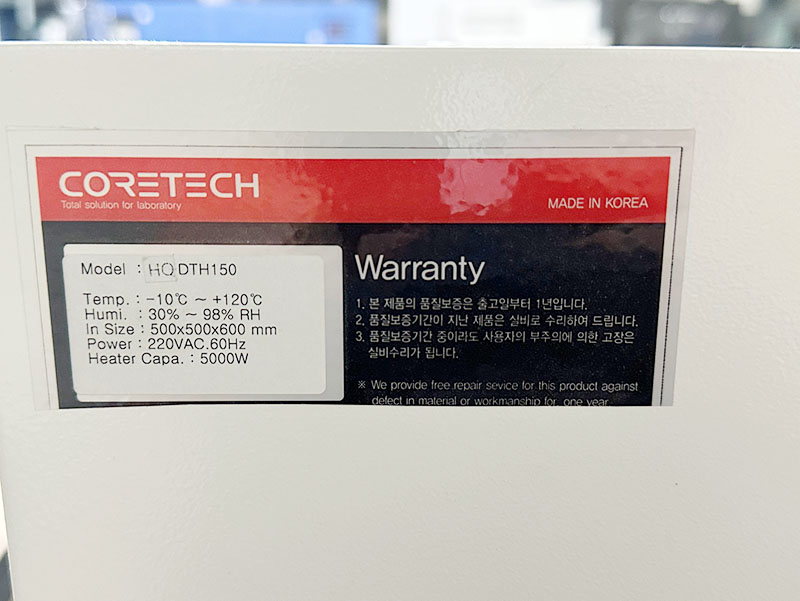 CORETECH
Total solution for laboratory
MADE IN KOREA
Model : HQ DTH150
Temp. : -10℃ ~ +120℃
Humi. : 30% ~ 98% RH
In Size : 500x500x600 mm
Power : 220VAC.60Hz
Heater Capa. : 5000W
Warranty
1. 본 제품의 품질보증은 출고일부터 1년입니다.
2. 품질보증기간이 지난 제품은 실비로 수리하여 드립니다.
3. 품질보증기간 중이라도 사용자의 부주의에 의한 고장은
실비수리가 됩니다.
※ We provide free.repair sevice for this product against
defect in material or workmanship for one year